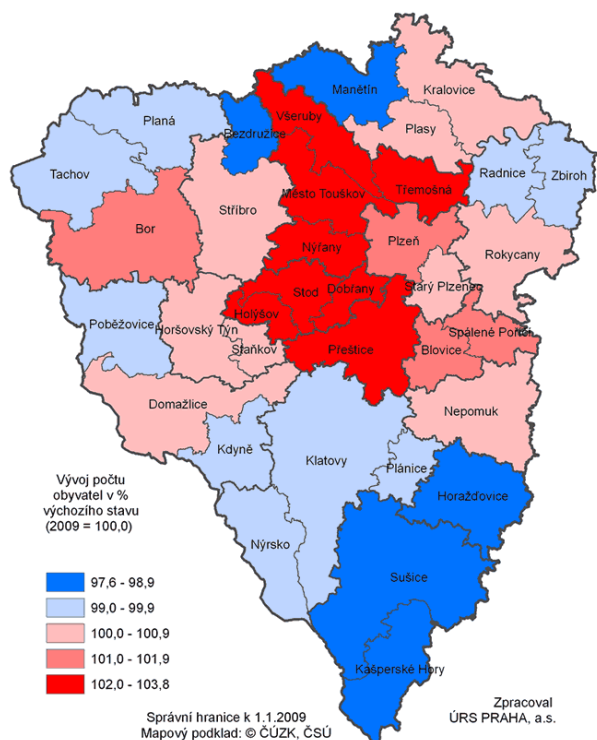 Manětín
Kralovice
Všeruby
Planá
Bezdružice
Plasy
Tachov
Třemošná
Radnice
Zbiroh
Město Touškov
Stříbro
Bor
Plzeň
Nýřany
Rokycany
Starý Plzenec
Stod
Dobřany
Holýšov
Poběžovice
Horšovský Týn
Spálené Poříčí
Staňkov
Přeštice
Blovice
Domažlice
Nepomuk
Kdyně
Klatovy
Plánice
Horažďovice
Nýrsko
Sušice
Kašperské Hory
Vývoj počtu
obyvatel v %
výchozího stavu
(2009 = 100,0)
97,6 - 98,9
99,0 - 99,9
100,0 - 100,9
101,0 - 101,9
102,0 - 103,8
Správní hranice k 1.1.2009
Mapový podklad: © ČÚZK, ČSÚ
Zpracoval
ÚRS PRAHA, a.s.